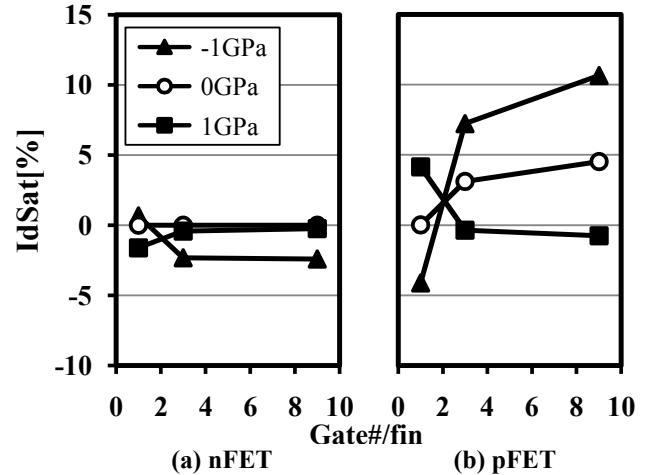 15
10
5
0
-5
-10
IdSat[%]
-1GPa
0GPa
1GPa
0 2 4 6 8 10
0 2 4 6 8 10
Gate#/fin
(a) nFET
(b) pFET